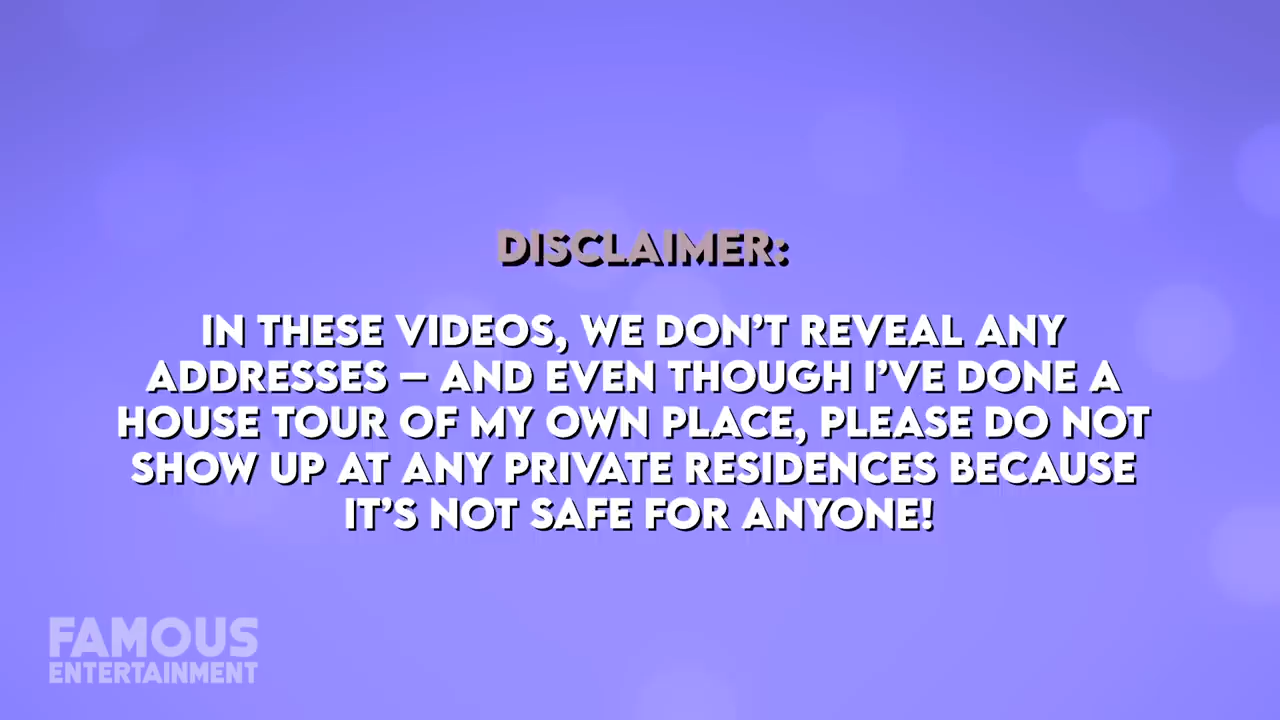 DISCLAIMER:
IN THESE VIDEOS, WE DON’T REVEAL ANY
ADDRESSES – AND EVEN THOUGH I’VE DONE A
HOUSE TOUR OF MY OWN PLACE, PLEASE DO NOT
SHOW UP AT ANY PRIVATE RESIDENCES BECAUSE
IT’S NOT SAFE FOR ANYONE!
FAMOUS
ENTERTAINMENT